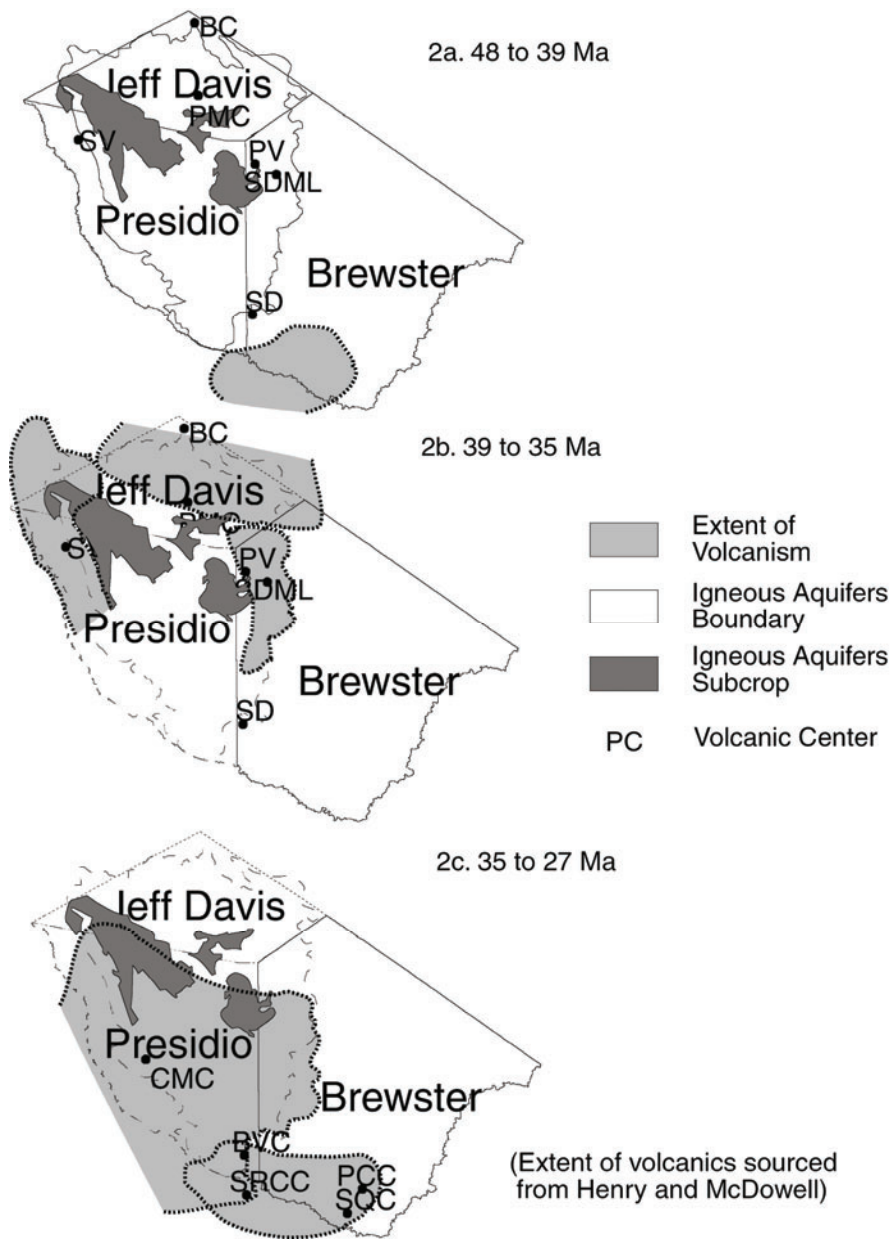 BC
2a. 48 to 39 Ma
Jeff Davis
PMC
SV
PV
SDML
Presidio
Brewster
SD
BC
2b. 39 to 35 Ma
Jeff Davis
PV
SDML
Presidio
Brewster
SD
Extent of
Volcanism
Igneous Aquifers
Boundary
Igneous Aquifers
Subcrop
PC Volcanic Center
2c. 35 to 27 Ma
Jeff Davis
Presidio
CMC
Brewster
BVC
SRCC
PCC
SQC
(Extent of volcanics sourced
from Henry and McDowell)